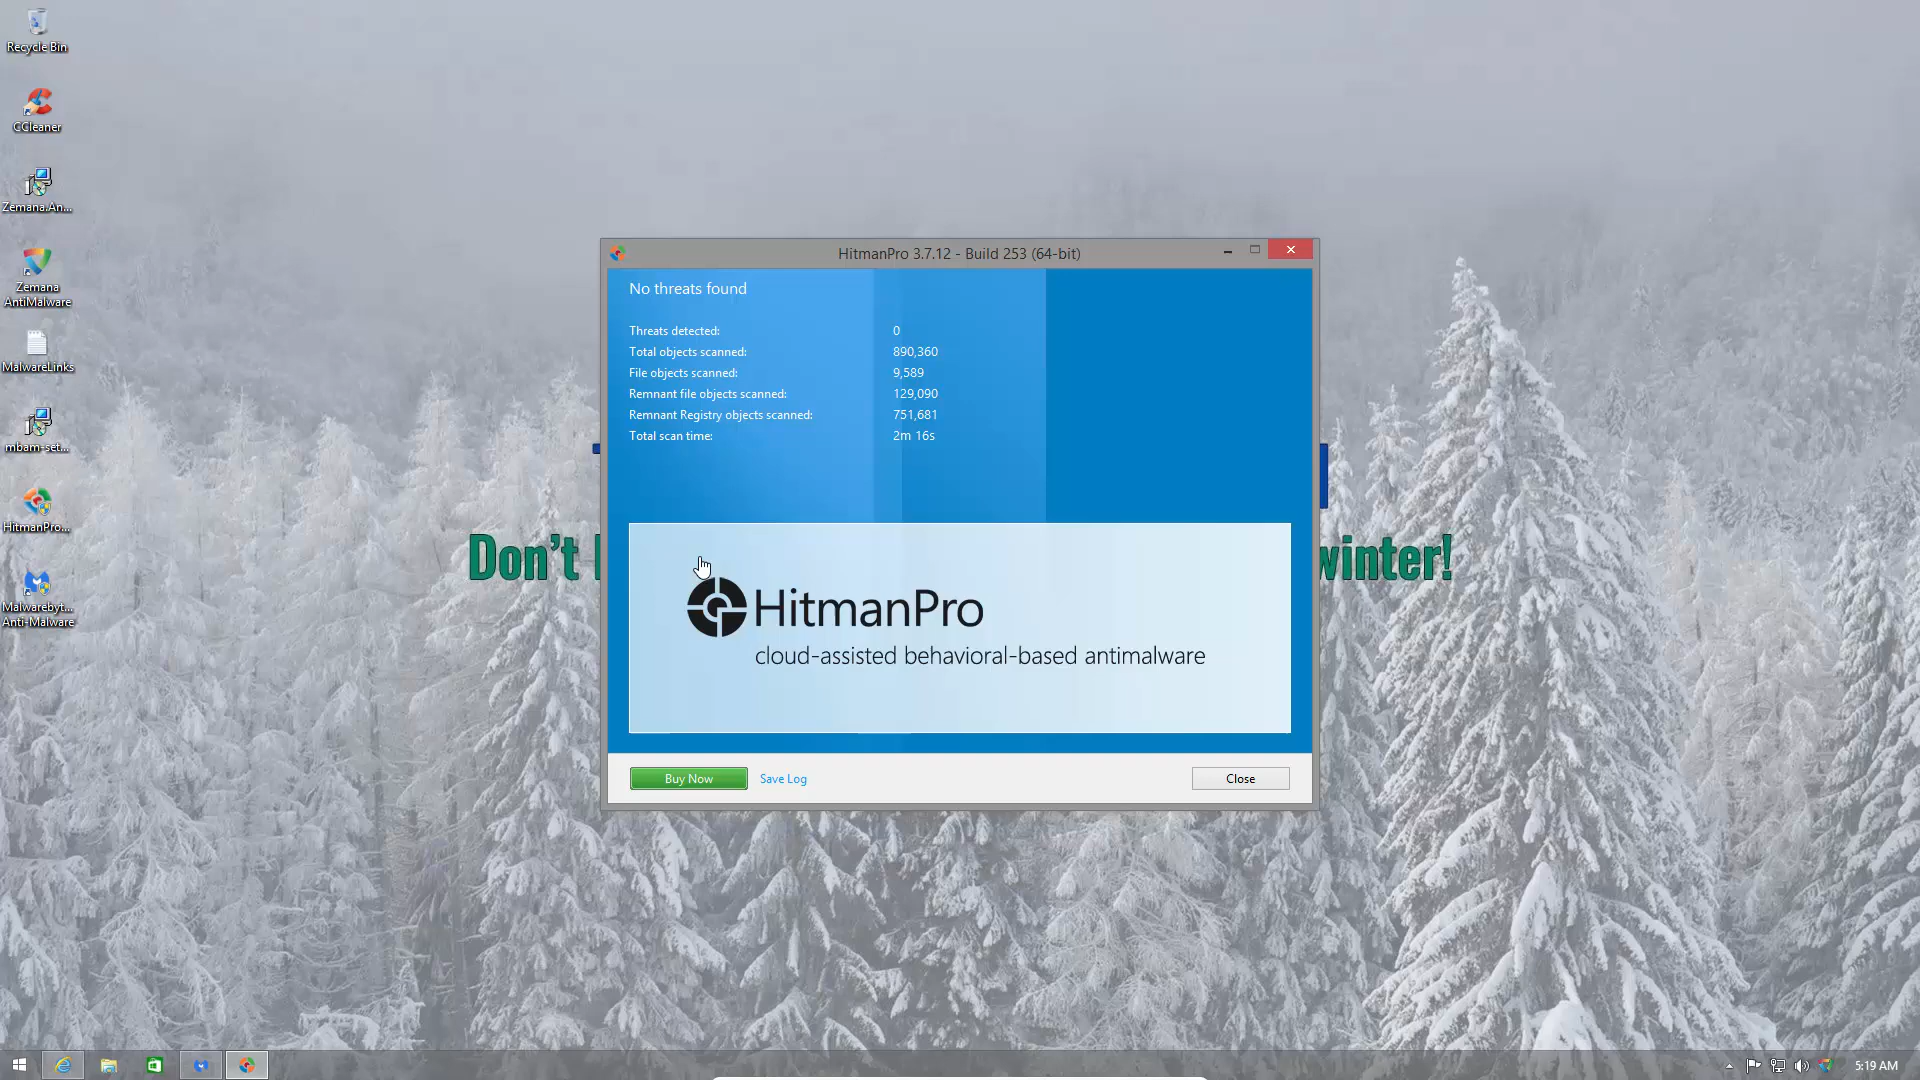 Recycle Bin
CCleaner
Zemana.An...
Zemana
AntiMalware
MalwareLinks
mbam-set...
HitmanPro...
Malwarebyt...
Anti-Malware
HitmanPro 3.7.12 - Build 253 (64-bit)
No threats found
Threats detected: 0
Total objects scanned: 890,360
File objects scanned: 9,589
Remnant file objects scanned: 129,090
Remnant Registry objects scanned: 751,681
Total scan time: 2m 16s
Don't
winter!
HitmanPro
cloud-assisted behavioral-based antimalware
Buy Now
Save Log
Close
5:19 AM